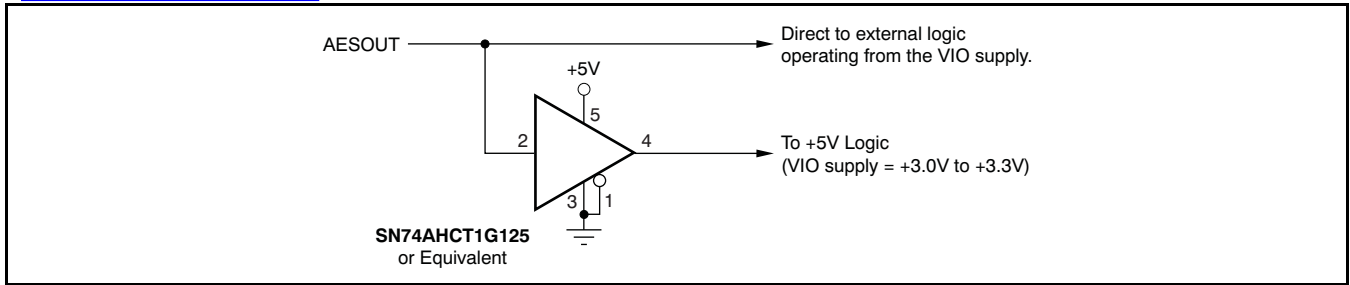 AESOUT
Direct to external logic
operating from the VIO supply.
+5V
5
2
4
To +5V Logic
(VIO supply = +3.0V to +3.3V)
3
1
SN74AHCT1G125
or Equivalent